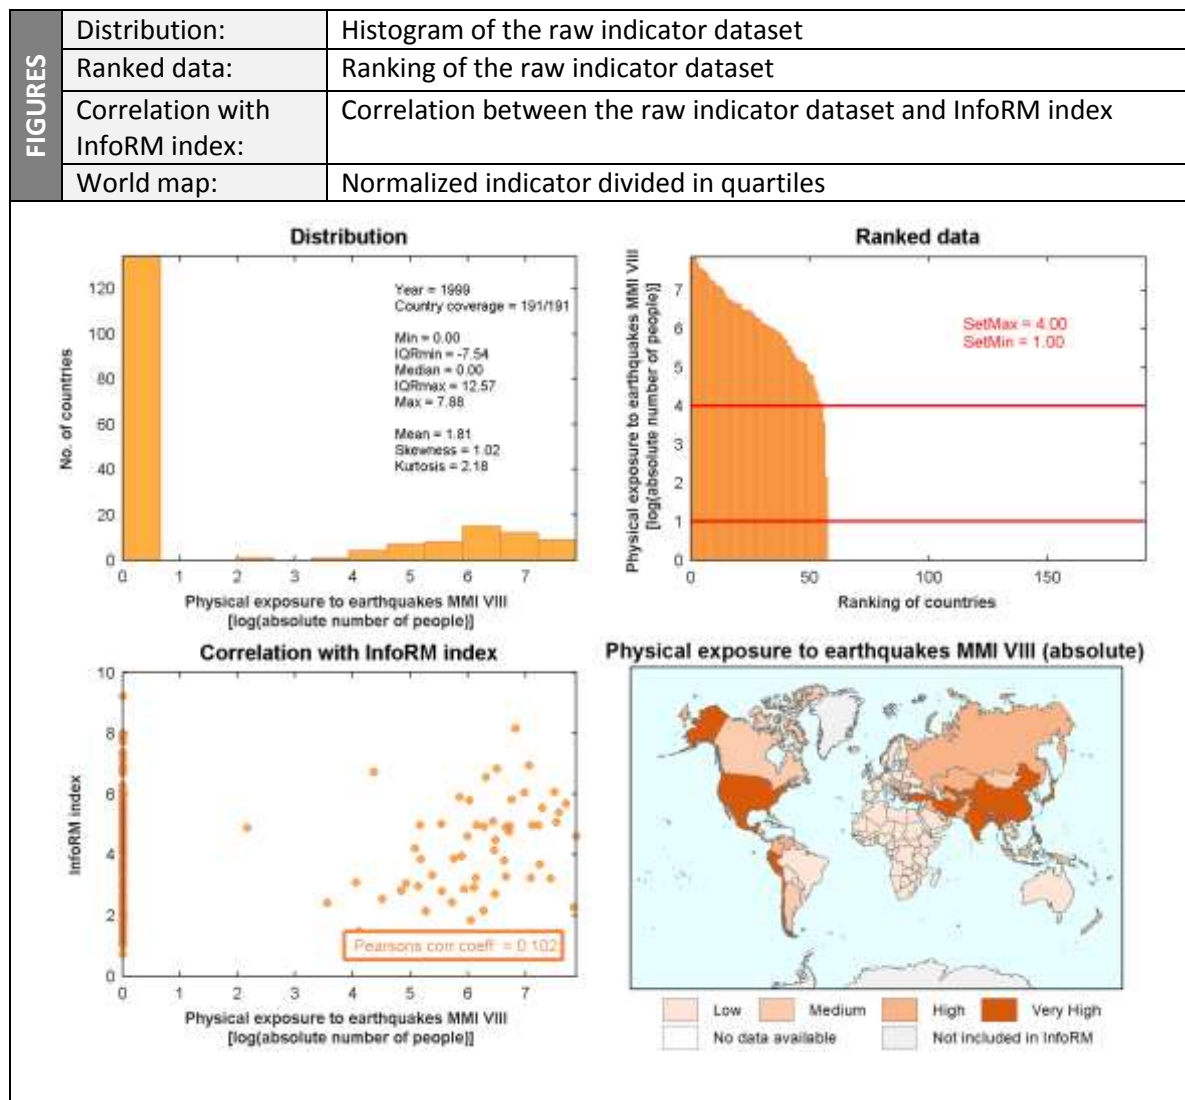 FIGURES
Distribution: Histogram of the raw indicator dataset
Ranked data: Ranking of the raw indicator dataset
Correlation with Correlation between the raw indicator dataset and InfoRM index
InfoRM index:
World map: Normalized indicator divided in quartiles
Distribution
No. of countries
120
100
80
60
40
20
0
Year = 1999
Country coverage = 191/191
Min = 0.00
IQRmin = -7.54
Median = 0.00
IQRmax = 12.57
Max = 7.88
Mean = 1.81
Skewness = 1.02
Kurtosis = 2.18
0 1 2 3 4 5 6 7
Physical exposure to earthquakes MMI VIII
[log(absolute number of people)]
Ranked data
Physical exposure to earthquakes MMI VIII
[log(absolute number of people)]
7
6
5
4
3
2
1
0
SetMax = 4.00
SetMin = 1.00
0 50 100 150
Ranking of countries
Correlation with InfoRM index
InfoRM index
10
8
6
4
2
0
Pearsons corr coeff = 0.102
0 1 2 3 4 5 6 7
Physical exposure to earthquakes MMI VIII
[log(absolute number of people)]
Physical exposure to earthquakes MMI VIII (absolute)
Low Medium High Very High
No data available Not included in InfoRM